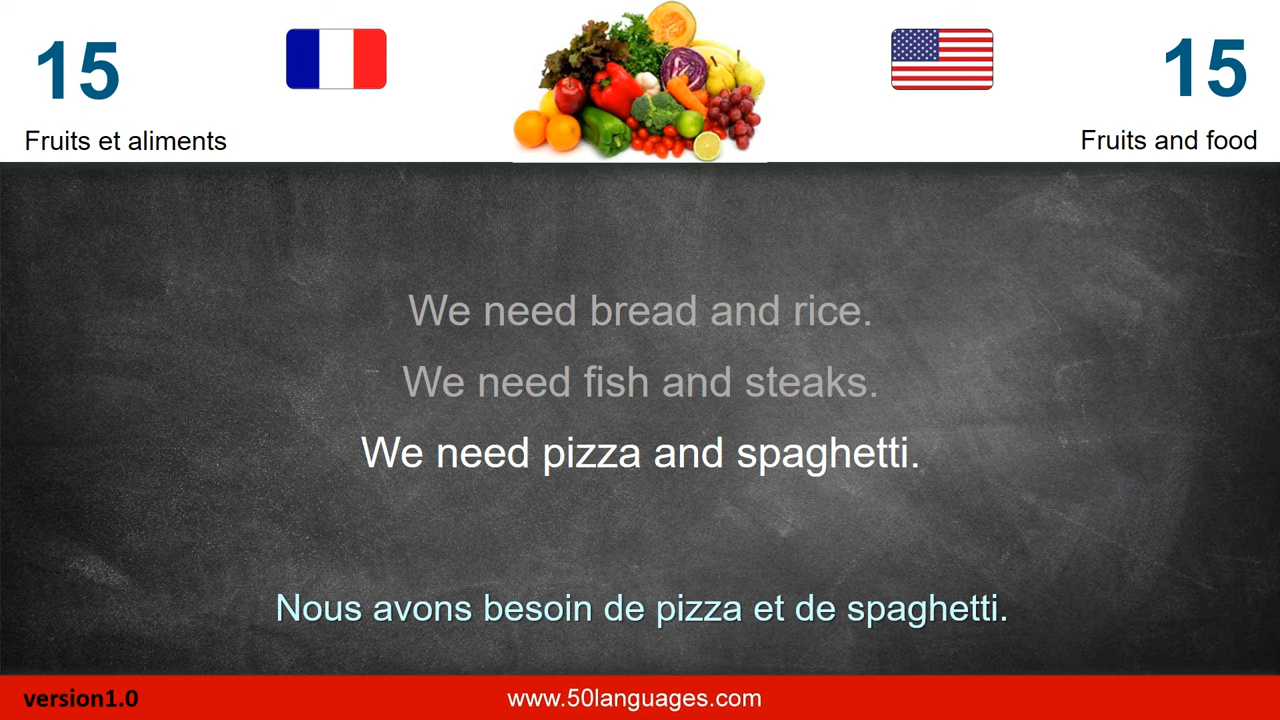 15
15
Fruits et aliments
Fruits and food
We need bread and rice.
We need fish and steaks.
We need pizza and spaghetti.
Nous avons besoin de pizza et de spaghetti.
version1.0
www.50languages.com